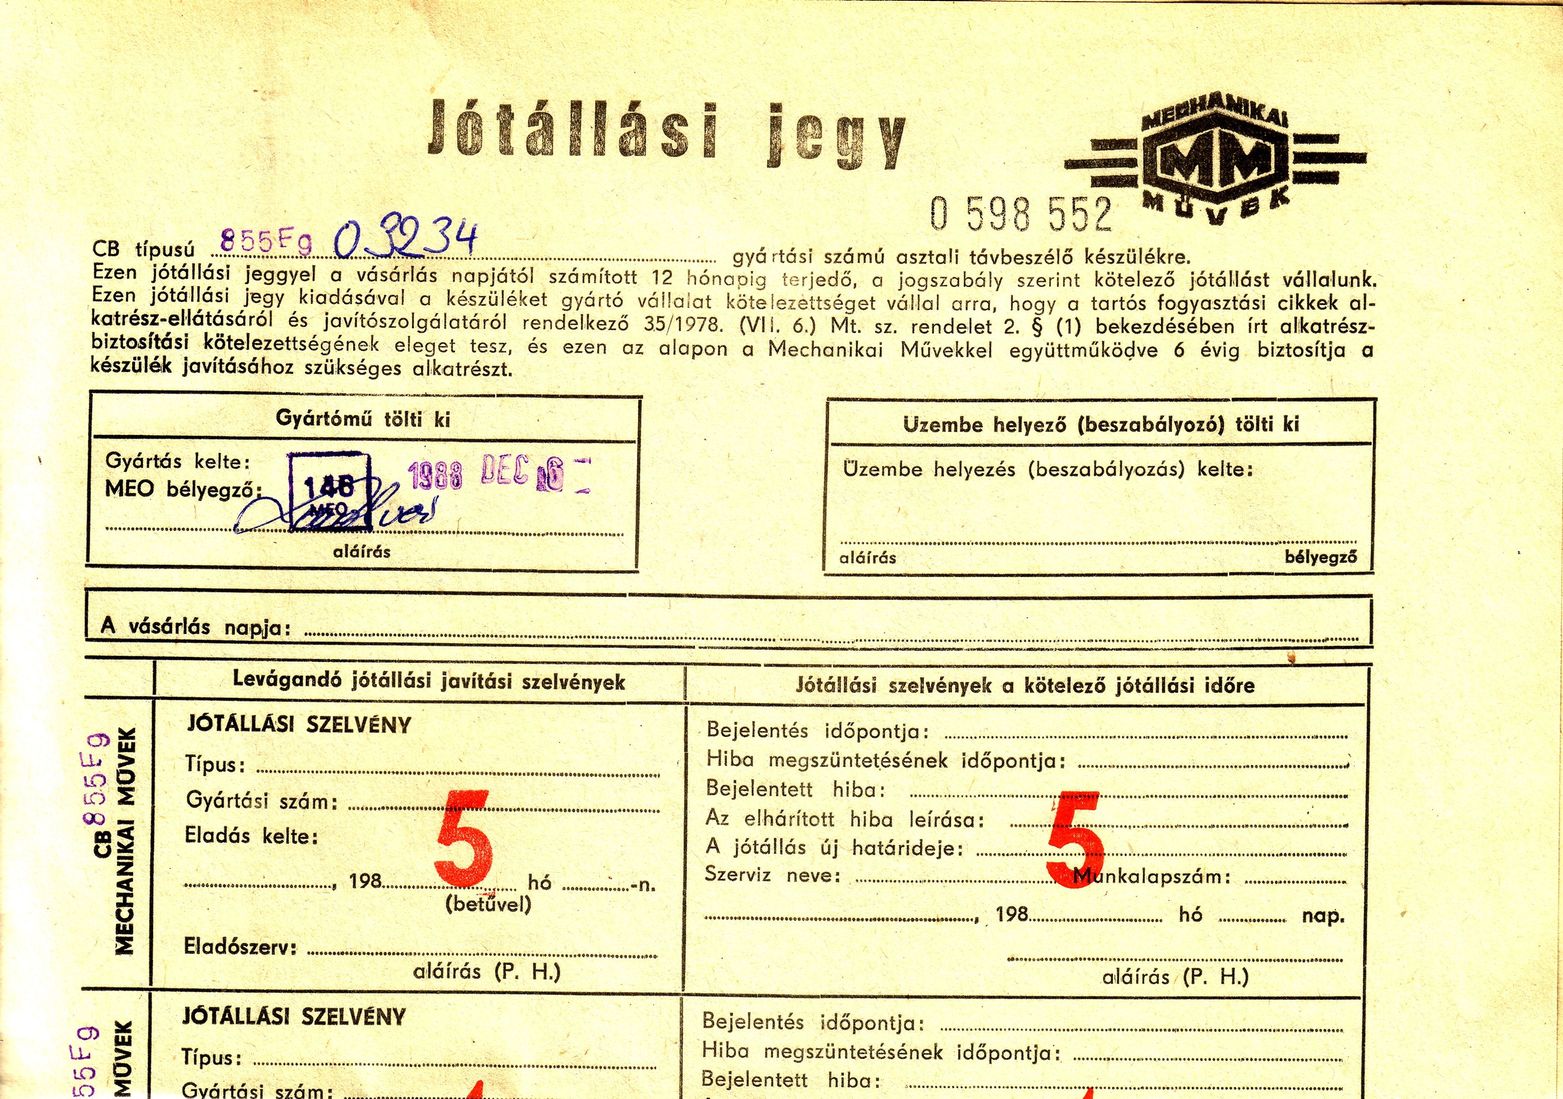 Jótállási jegy
MECHANIKAI
MM
MŰVEK
0 598 552
CB típusú 855Fg 03234 gyártási számú asztali távbeszélő készülékre.
Ezen jótállási jeggyel a vásárlás napjától számított 12 hónapig terjedő, a jogszabály szerint kötelező jótállást vállalunk.
Ezen jótállási jegy kiadásával a készüléket gyártó vállalat kötelezettséget vállal arra, hogy a tartós fogyasztási cikkek al-
katrész-ellátásáról és javítószolgálatáról rendelkező 35/1978. (VII. 6.) Mt. sz. rendelet 2. § (1) bekezdésében írt alkatrész-
biztosítási kötelezettségének eleget tesz, és ezen az alapon a Mechanikai Művekkel együttműködve 6 évig biztosítja a
készülék javításához szükséges alkatrészt.
Gyártómű tölti ki
Gyártás kelte: 1988 DEC 6
MEO bélyegző: 148
MEO
aláírás
Üzembe helyező (beszabályozó) tölti ki
Üzembe helyezés (beszabályozás) kelte:
aláírás bélyegző
A vásárlás napja:
Levágandó jótállási javítási szelvények
Jótállási szelvények a kötelező jótállási időre
CB 855Fg
MECHANIKAI MŰVEK
JÓTÁLLÁSI SZELVÉNY
Típus:
Gyártási szám:
Eladás kelte:
5
, 198 hó -n.
(betűvel)
Eladószerv:
aláírás (P. H.)
Bejelentés időpontja:
Hiba megszüntetésének időpontja:
Bejelentett hiba:
Az elhárított hiba leírása:
A jótállás új határideje:
5
Szerviz neve: Munkalapszám:
, 198 hó nap.
aláírás (P. H.)
55Fg
MŰVEK
JÓTÁLLÁSI SZELVÉNY
Típus:
Gyártási szám:
Bejelentés időpontja:
Hiba megszüntetésének időpontja:
Bejelentett hiba: